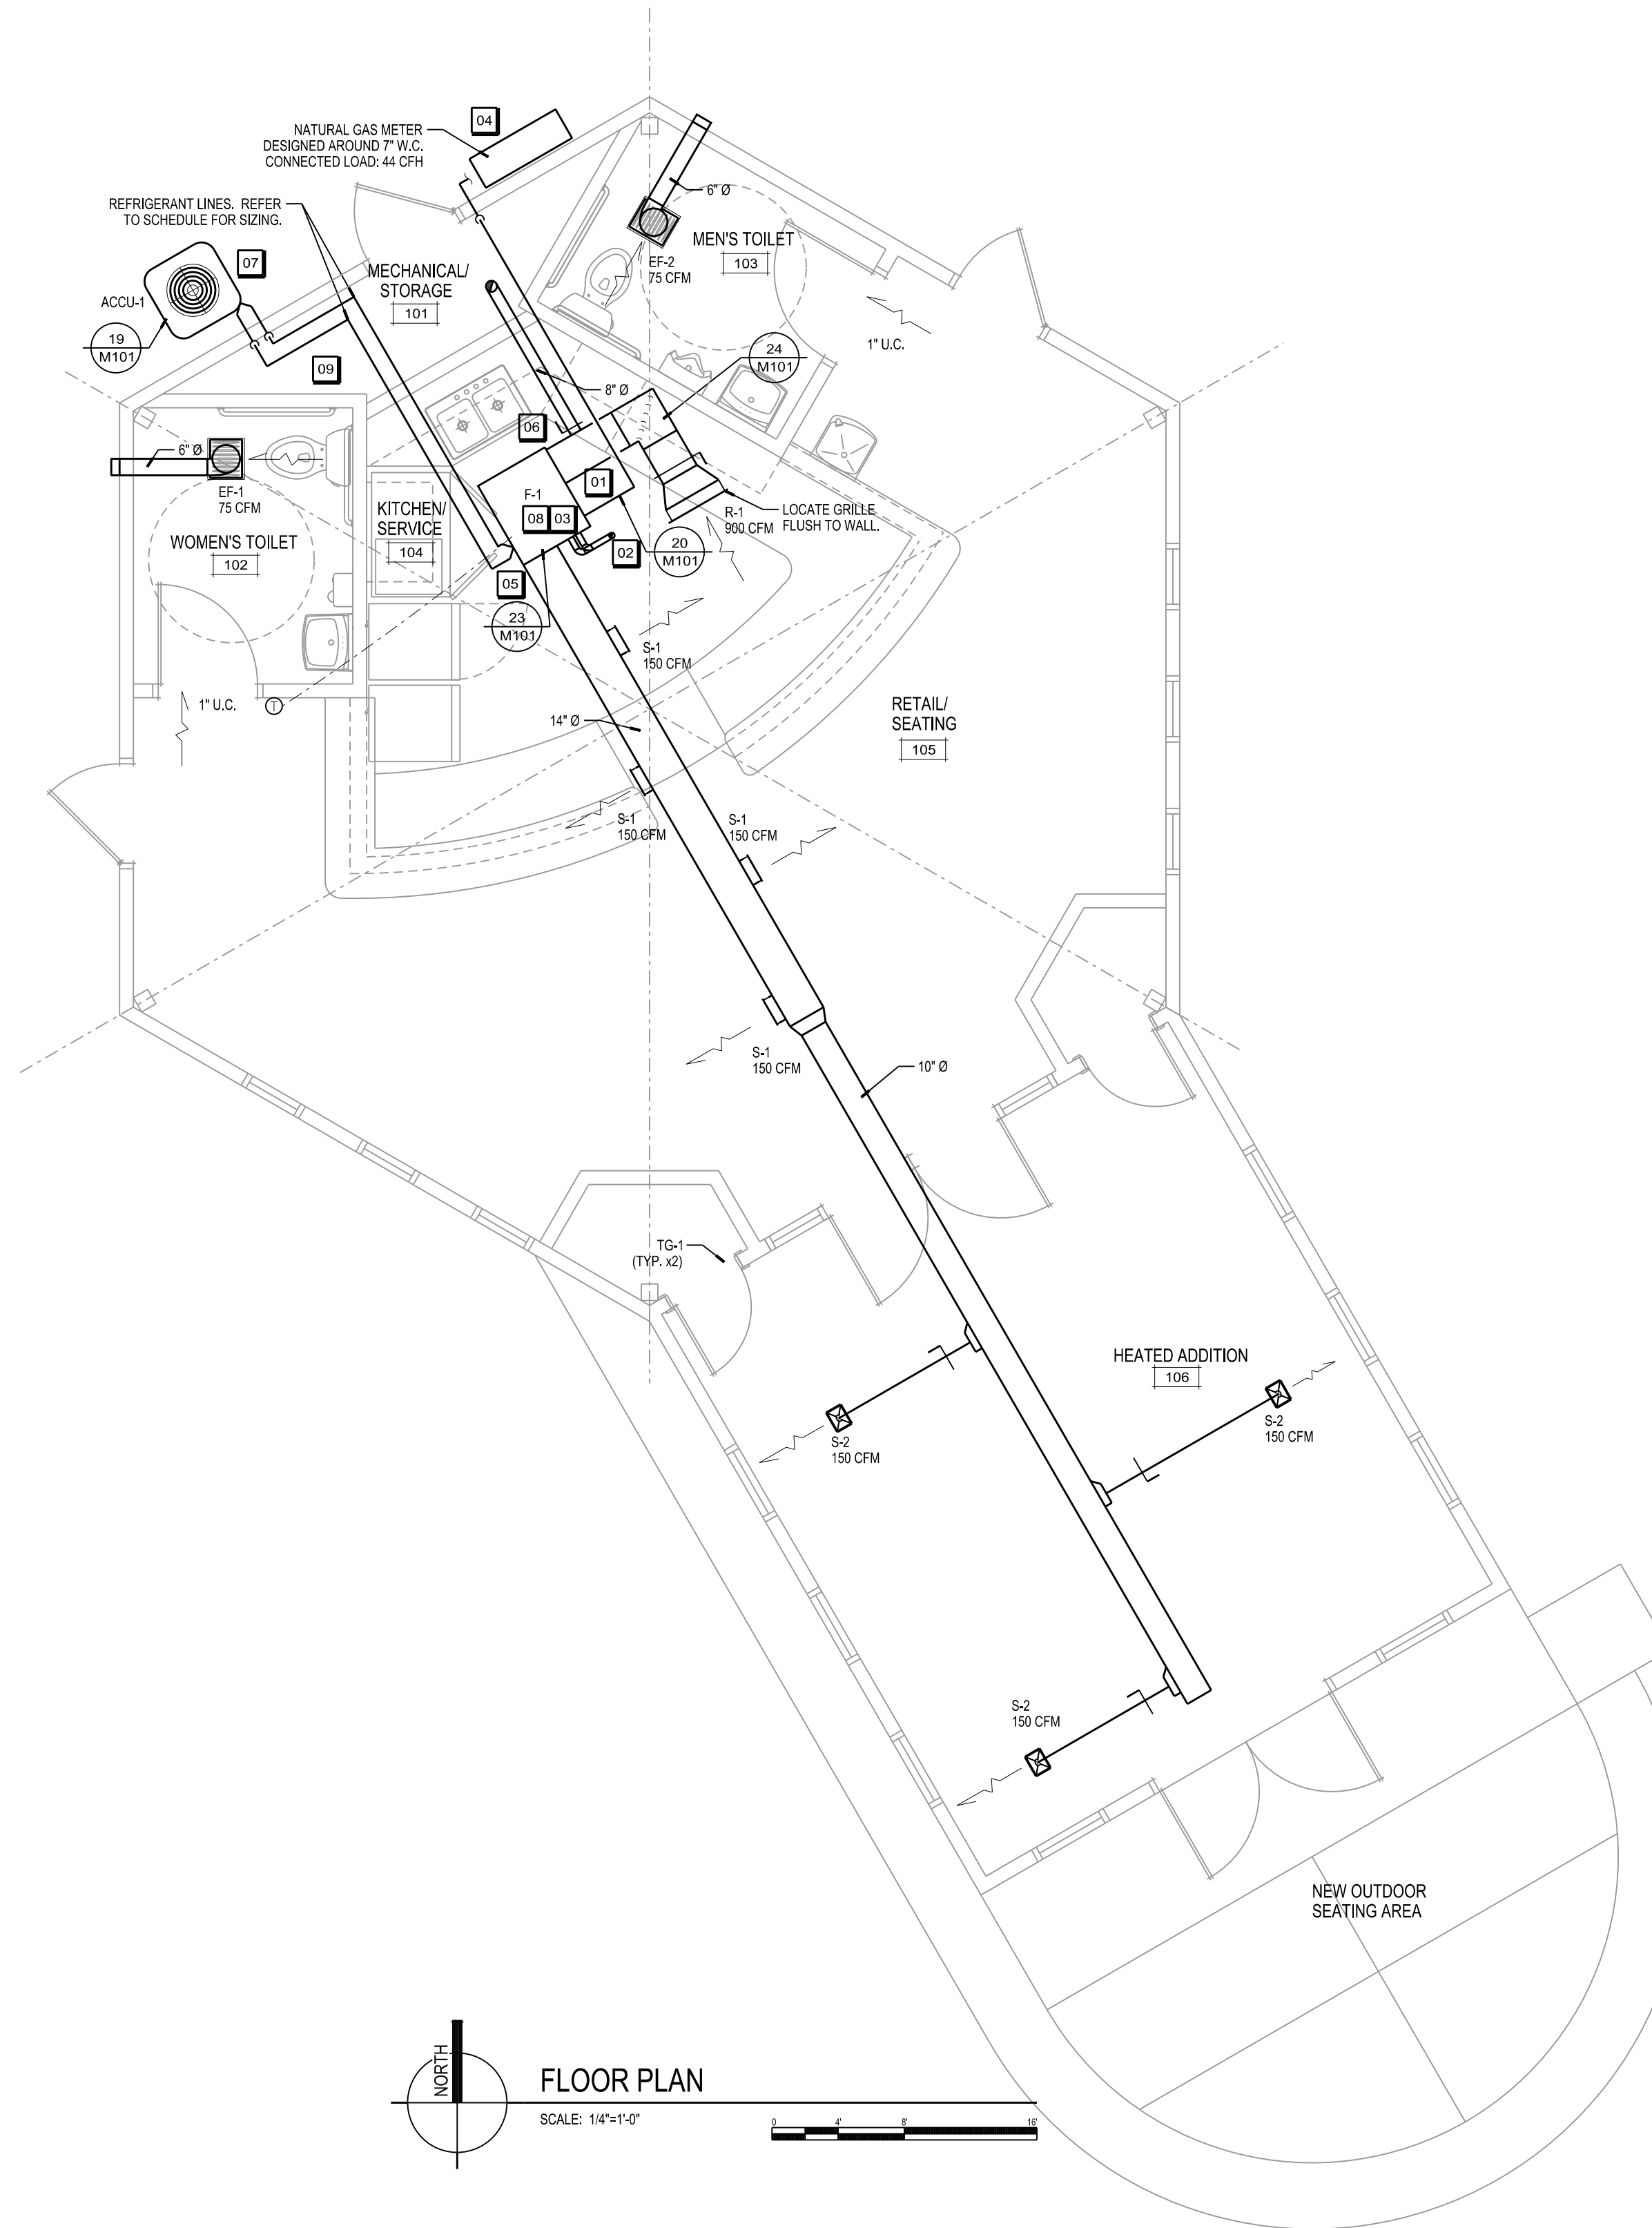 04
NATURAL GAS METER
DESIGNED AROUND 7" W.C.
CONNECTED LOAD: 44 CFH
REFRIGERANT LINES.  REFER
TO SCHEDULE FOR SIZING.
6" Ø
MEN'S TOILET
103
EF-2
75 CFM
07
ACCU-1
19
M101
MECHANICAL/
STORAGE
101
09
1" U.C.
24
M101
8" Ø
06
6" Ø
EF-1
75 CFM
WOMEN'S TOILET
102
KITCHEN/
SERVICE
104
F-1
01
08
03
02
05
R-1
900 CFM
LOCATE GRILLE
FLUSH TO WALL.
20
M101
23
M101
S-1
150 CFM
1" U.C.
T
14" Ø
RETAIL/
SEATING
105
S-1
150 CFM
S-1
150 CFM
S-1
150 CFM
10" Ø
TG-1
(TYP. x2)
HEATED ADDITION
106
S-2
150 CFM
S-2
150 CFM
S-2
150 CFM
NEW OUTDOOR
SEATING AREA
NORTH
FLOOR PLAN
SCALE:  1/4"=1'-0"
0 4' 8' 16'